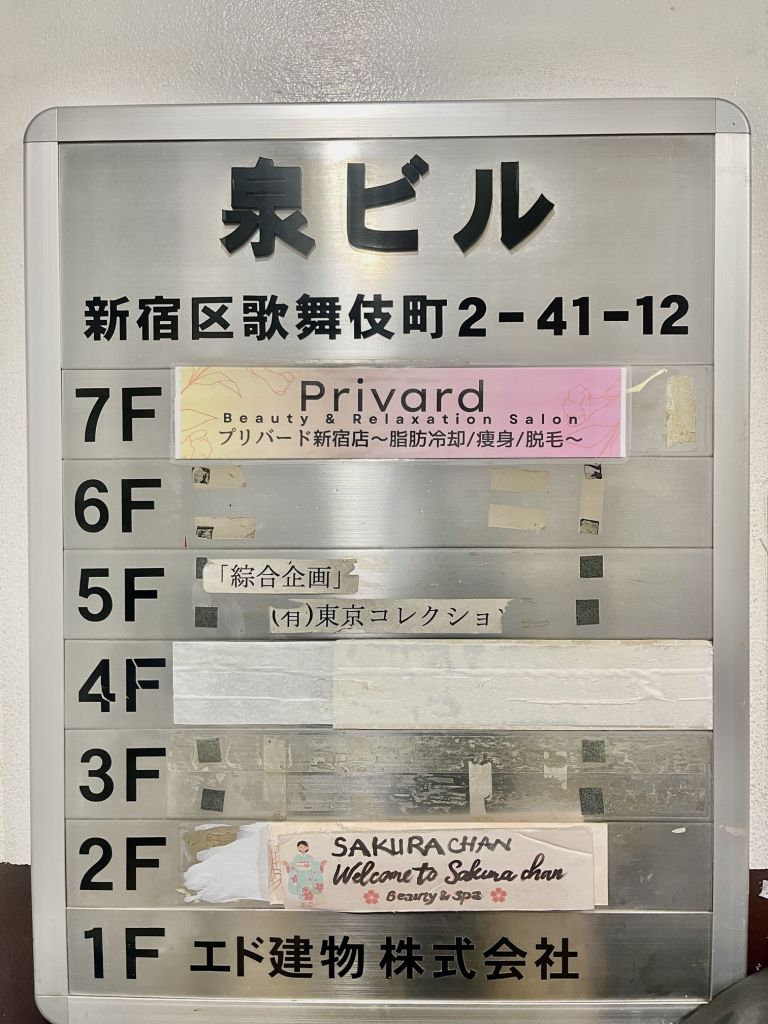 泉ビル
新宿区歌舞伎町2-41-12
7F
Privard
Beauty & Relaxation Salon
プリバード新宿店〜脂肪冷却/痩身/脱毛〜
6F
5F
「綜合企画」
(有)東京コレクショ
4F
3F
2F
SAKURA CHAN
Welcome to Sakura chan
Beauty & Spa
1F エド建物株式会社